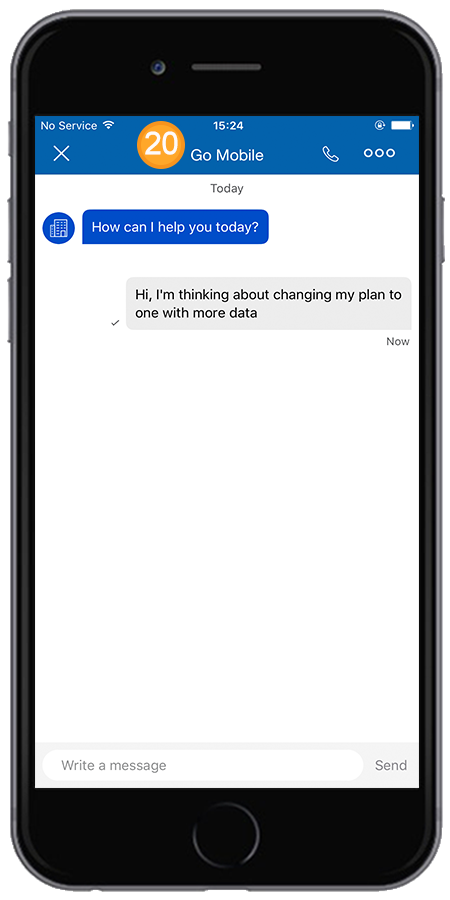 No Service 15:24
20 Go Mobile
Today
How can I help you today?
Hi, I'm thinking about changing my plan to
one with more data
Now
Write a message Send